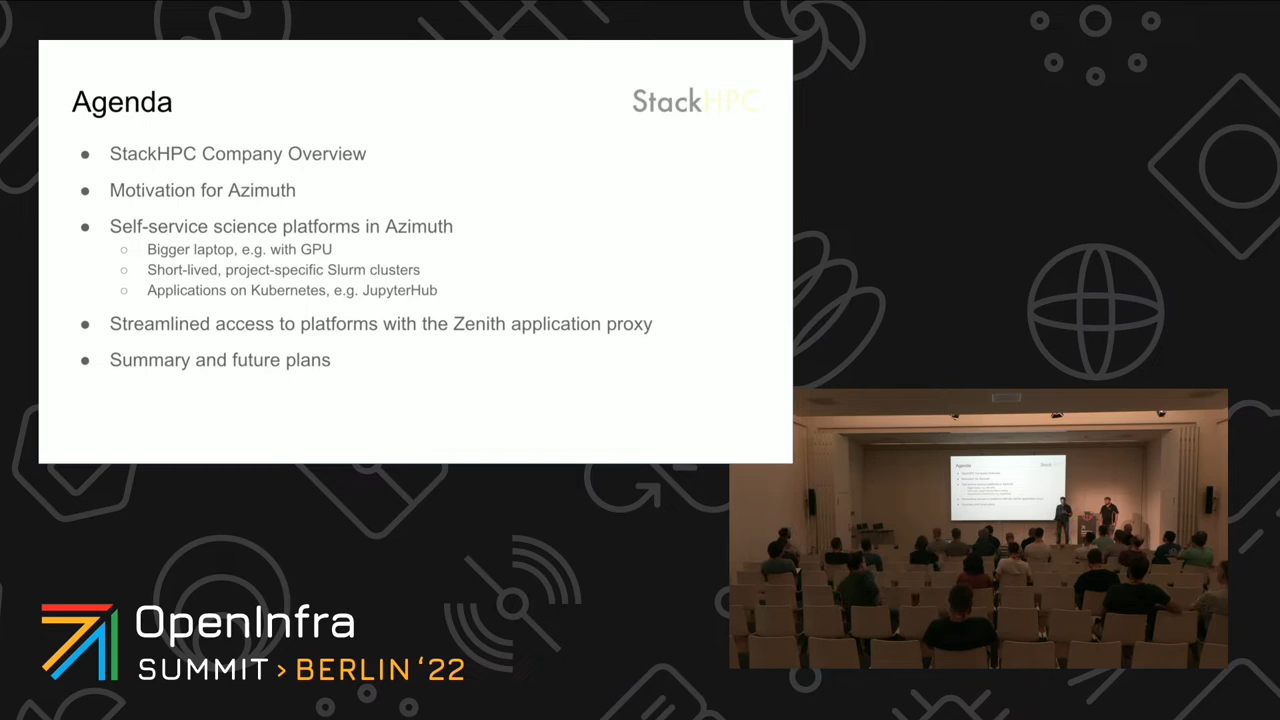 Agenda
StackHPC
● StackHPC Company Overview
● Motivation for Azimuth
● Self-service science platforms in Azimuth
○ Bigger laptop, e.g. with GPU
○ Short-lived, project-specific Slurm clusters
○ Applications on Kubernetes, e.g. JupyterHub
● Streamlined access to platforms with the Zenith application proxy
● Summary and future plans
Agenda
Stack
OpenInfra
SUMMIT > BERLIN ‘22